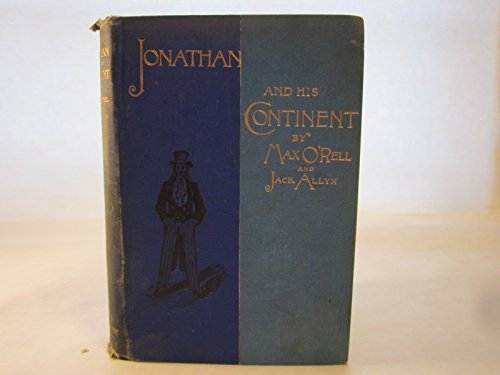 JONATHAN
AND HIS
CONTINENT
BY
MAX O'RELL
AND
JACK ALLYN